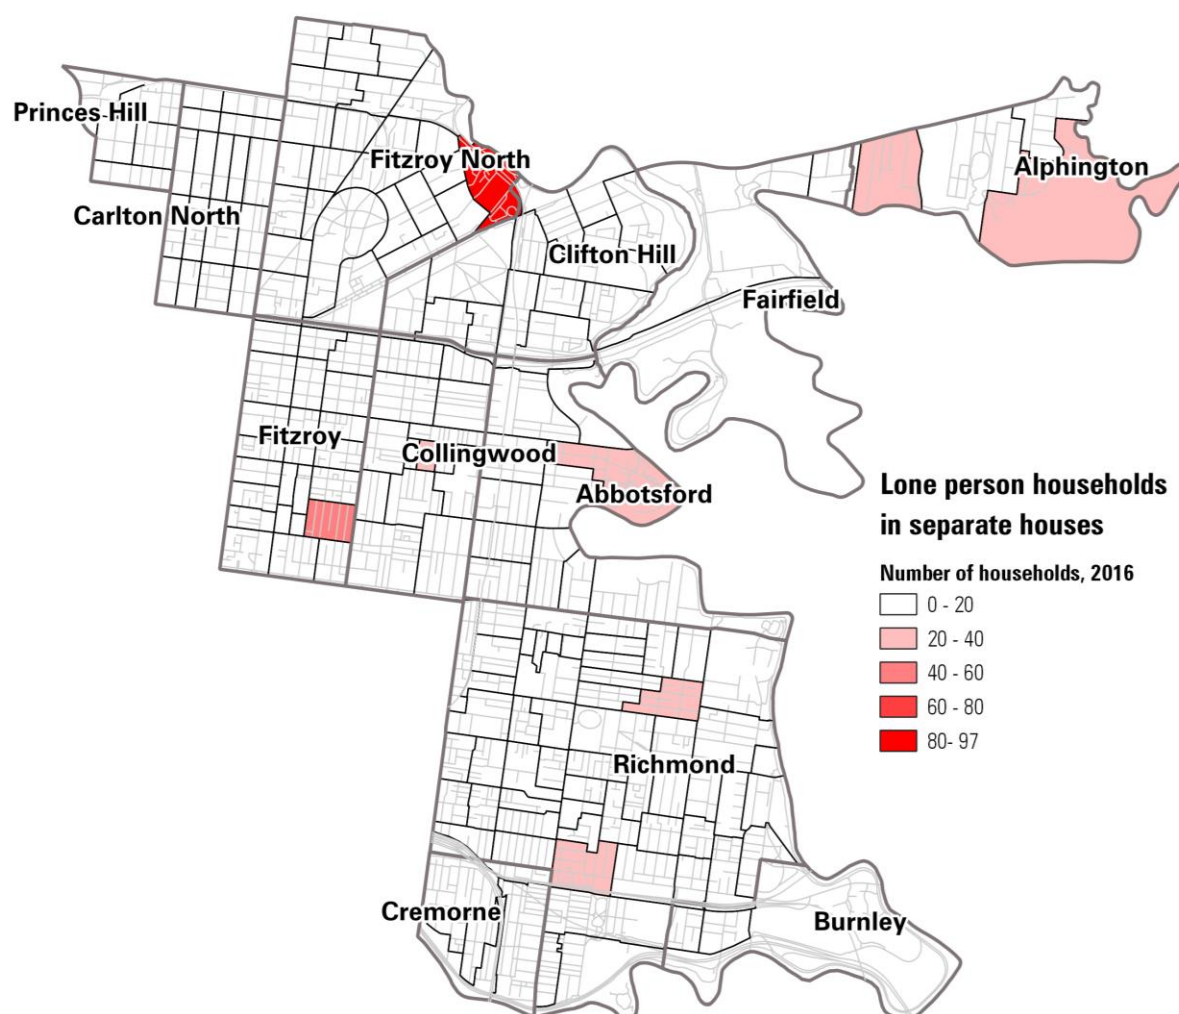 Princes Hill
Fitzroy North
Alphington
Carlton North
Clifton Hill
Fairfield
Fitzroy
Collingwood
Abbotsford
Lone person households
in separate houses
Number of households, 2016
0 - 20
20 - 40
40 - 60
60 - 80
80- 97
Richmond
Cremorne
Burnley